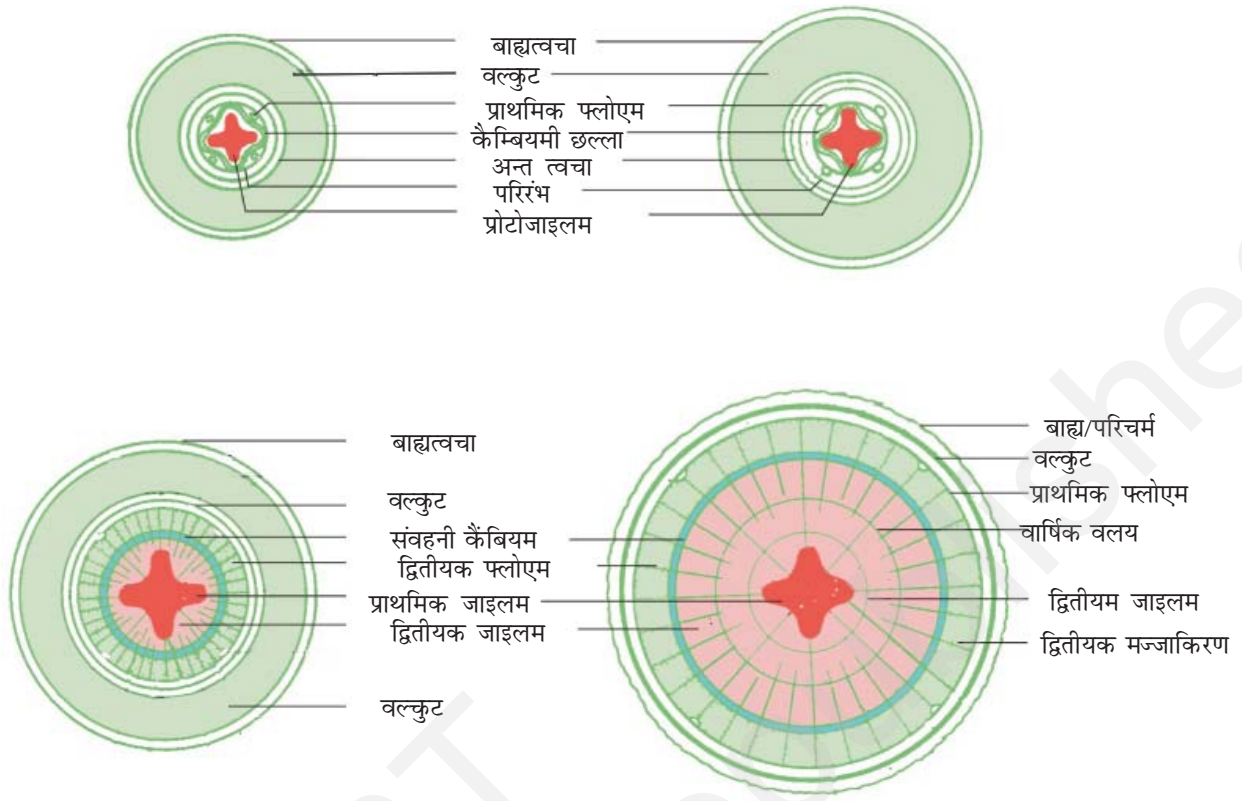 बाह्यत्वचा
वल्कुट
प्राथमिक फ्लोएम
कैम्बियमी छल्ला
अन्त त्वचा
परिरंभ
प्रोटोजाइलम
बाह्यत्वचा
वल्कुट
संवहनी कैंबियम
द्वितीयक फ्लोएम
प्राथमिक जाइलम
द्वितीयक जाइलम
वल्कुट
बाह्य/परिचर्म
वल्कुट
प्राथमिक फ्लोएम
वार्षिक वलय
द्वितीयम जाइलम
द्वितीयक मज्जाकिरण